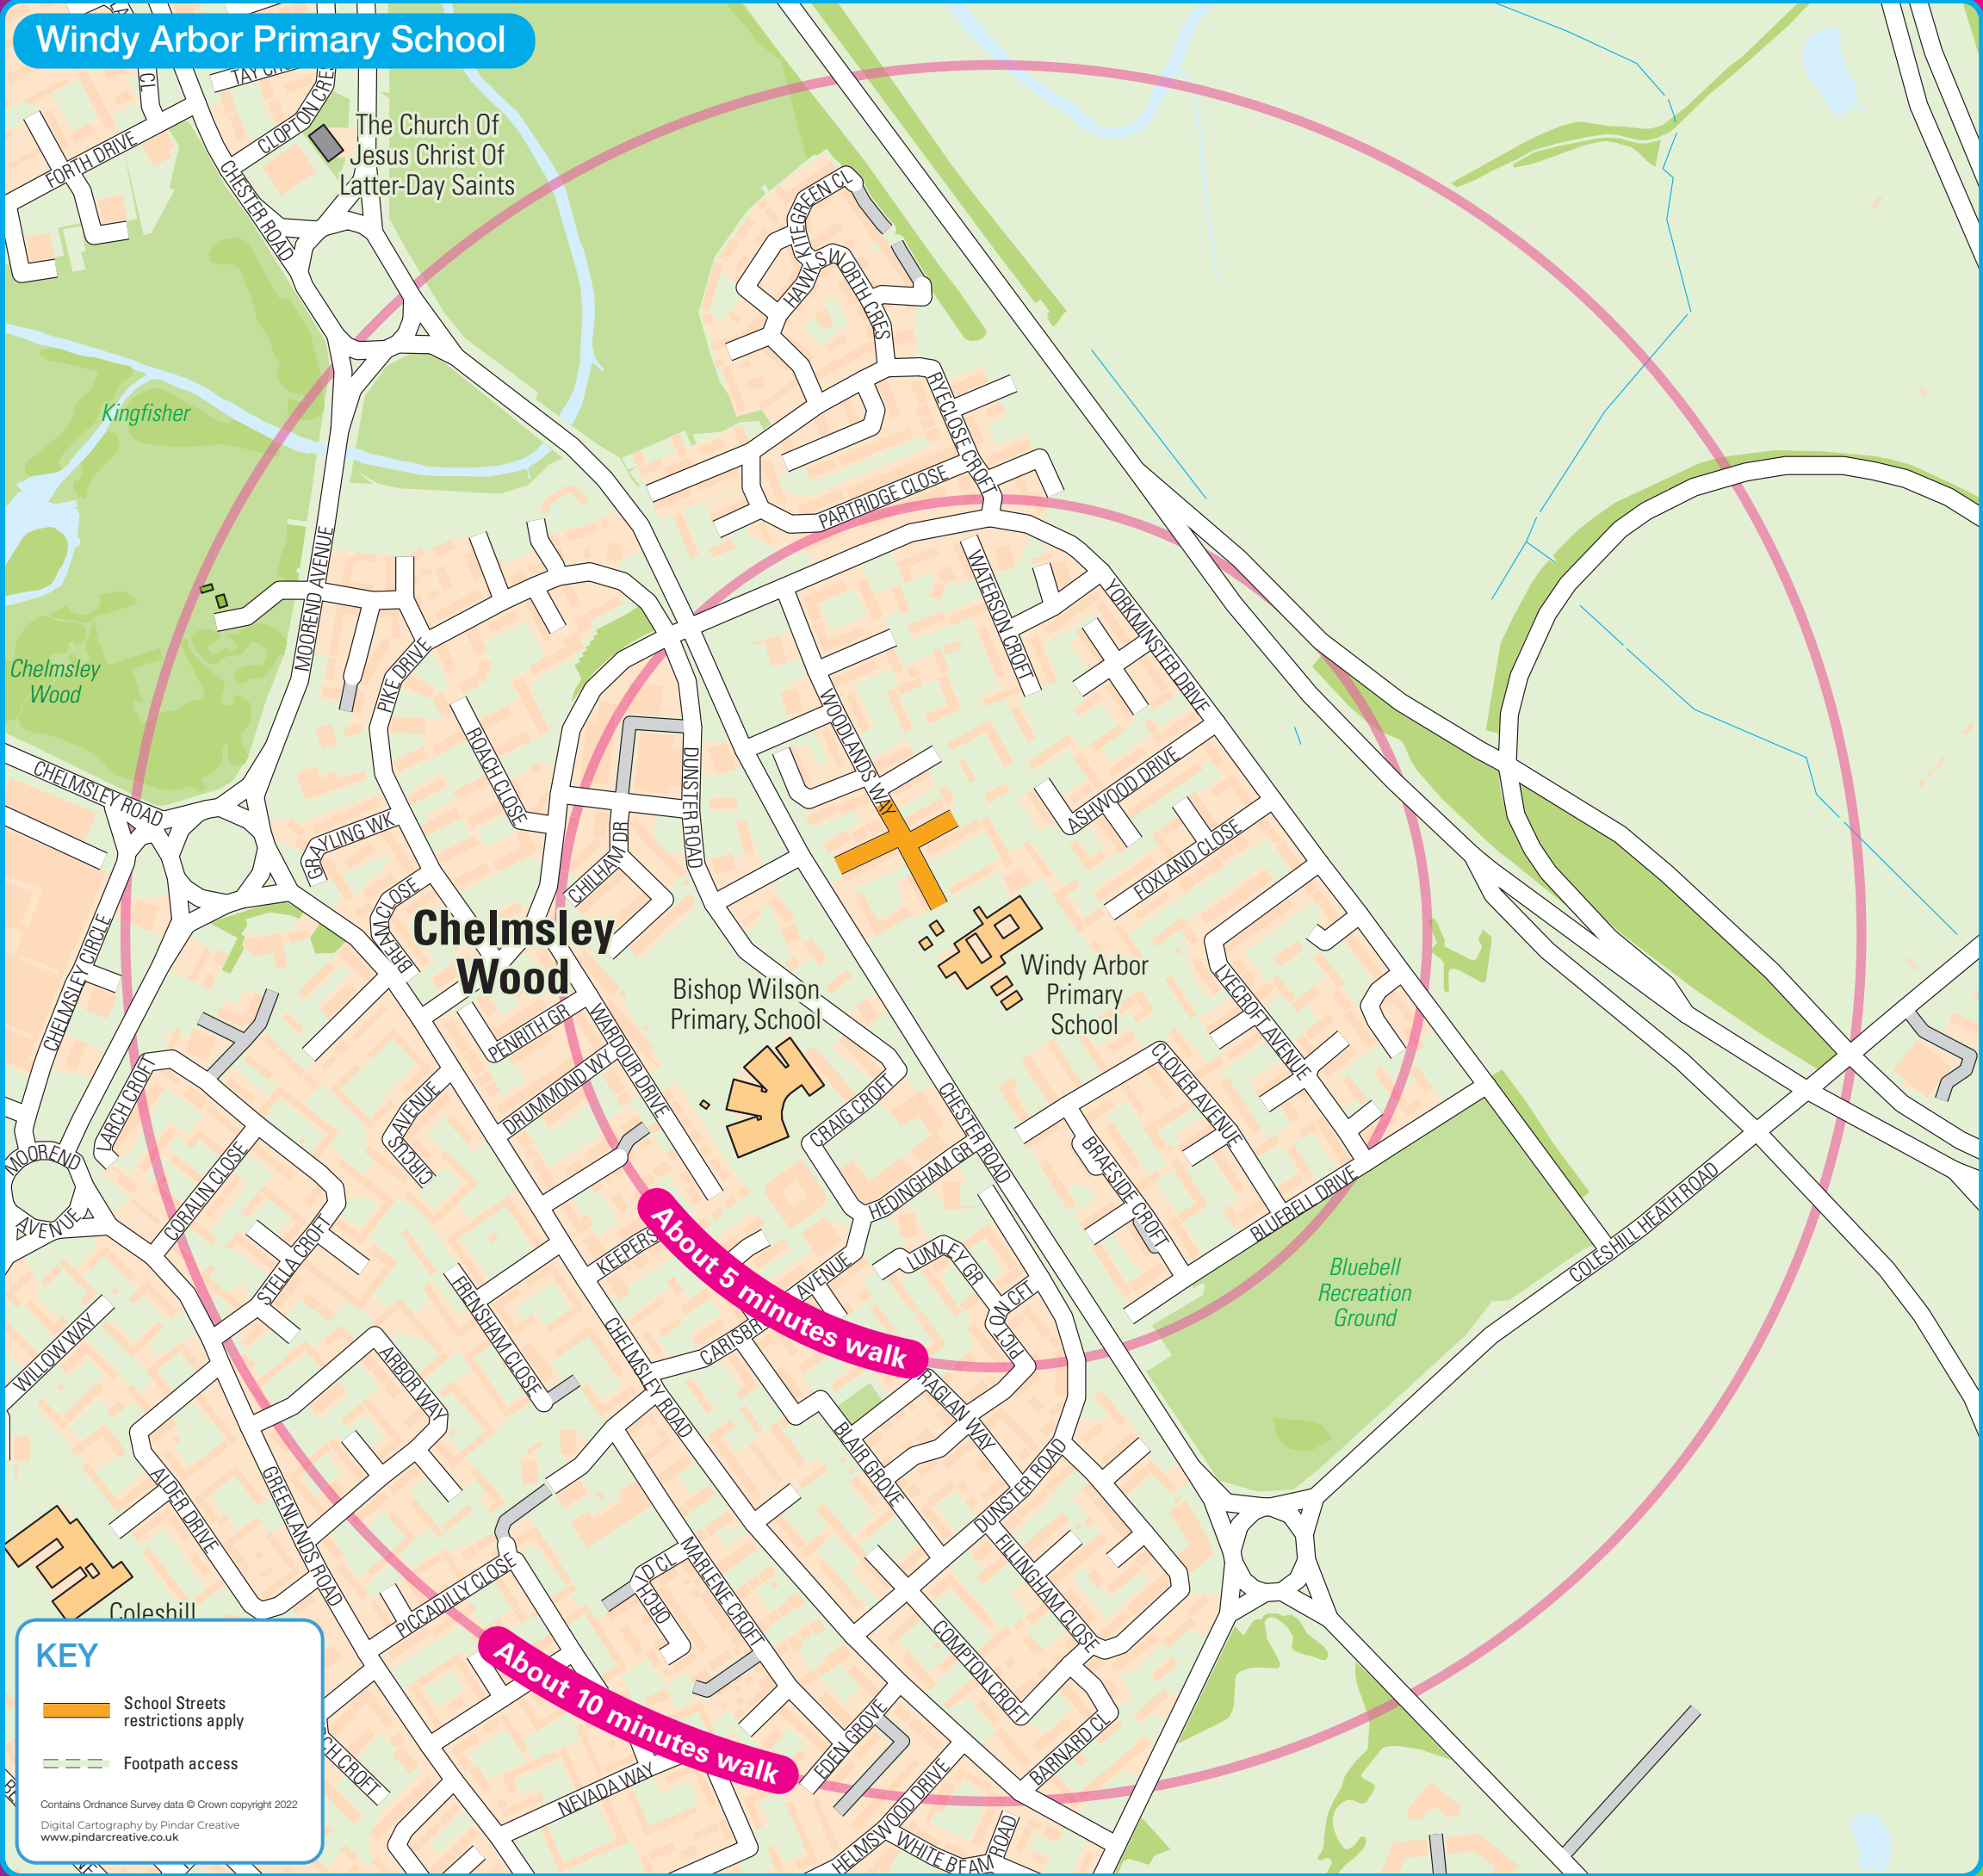 Windy Arbor Primary School
TAY
CL
CLOPTON CRES
The Church Of
Jesus Christ Of
Latter-Day Saints
FORTH DRIVE
CHESTER ROAD
KITEGREEN CL
HAWKSWORTH CRES
Kingfisher
RYECLOSE CROFT
PARTRIDGE CLOSE
MOOREND AVENUE
WATERSON CROFT
YORKMINSTER DRIVE
Chelmsley
Wood
PIKE DRIVE
WOODLANDS WAY
ROACH CLOSE
DUNSTER ROAD
CHELMSLEY ROAD
ASHWOOD DRIVE
GRAYLING WK
CHILHAM DR
FOXLAND CLOSE
BREAM CLOSE
Chelmsley
Wood
CHELMSLEY CIRCLE
Windy Arbor
Primary
School
Bishop Wilson
Primary, School
LYECROFT AVENUE
PENRITH GR
WARDOUR DRIVE
DRUMMOND WY
LARCH CROFT
CIRCUS AVENUE
CRAIG CROFT
CHESTER ROAD
CLOVER AVENUE
MOOREND
AVENUE
CORALIN CLOSE
BRAESIDE CROFT
HEDINGHAM GR
BLUEBELL DRIVE
COLESHILL HEATH ROAD
STELLA CROFT
KEEPERS
LUMLEY GR
Bluebell
Recreation
Ground
FRENSHAM CLOSE
AVENUE
PICTON CFT
About 5 minutes walk
CARISBR
WILLOW WAY
ARBOR WAY
CHELMSLEY ROAD
RAGLAN WAY
BLAIR GROVE
DUNSTER ROAD
ALDER DRIVE
GREENLANDS ROAD
MARLENE CROFT
FILLINGHAM CLOSE
PICCADILLY CLOSE
ORCHID CL
Coleshill
COMPTON CROFT
About 10 minutes walk
EDEN GROVE
BARNARD CL
CH CROFT
NEVADA WAY
HELMSWOOD DRIVE
WHITE BEAM ROAD
KEY
School Streets
restrictions apply
Footpath access
Contains Ordnance Survey data © Crown copyright 2022
Digital Cartography by Pindar Creative
www.pindarcreative.co.uk